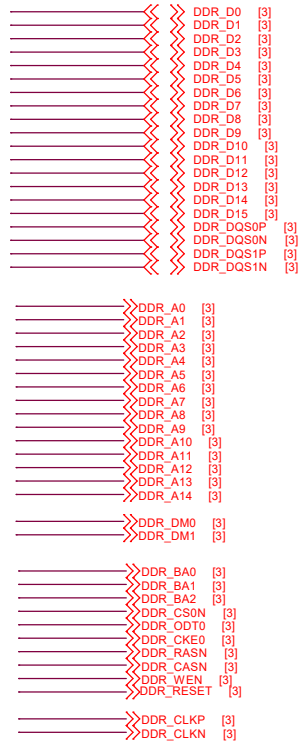 DDR_D0 [3]
DDR_D1 [3]
DDR_D2 [3]
DDR_D3 [3]
DDR_D4 [3]
DDR_D5 [3]
DDR_D6 [3]
DDR_D7 [3]
DDR_D8 [3]
DDR_D9 [3]
DDR_D10 [3]
DDR_D11 [3]
DDR_D12 [3]
DDR_D13 [3]
DDR_D14 [3]
DDR_D15 [3]
DDR_DQS0P [3]
DDR_DQS0N [3]
DDR_DQS1P [3]
DDR_DQS1N [3]
DDR_A0 [3]
DDR_A1 [3]
DDR_A2 [3]
DDR_A3 [3]
DDR_A4 [3]
DDR_A5 [3]
DDR_A6 [3]
DDR_A7 [3]
DDR_A8 [3]
DDR_A9 [3]
DDR_A10 [3]
DDR_A11 [3]
DDR_A12 [3]
DDR_A13 [3]
DDR_A14 [3]
DDR_DM0 [3]
DDR_DM1 [3]
DDR_BA0 [3]
DDR_BA1 [3]
DDR_BA2 [3]
DDR_CS0N [3]
DDR_ODT0 [3]
DDR_CKE0 [3]
DDR_RASN [3]
DDR_CASN [3]
DDR_WEN [3]
DDR_RESET [3]
DDR_CLKP [3]
DDR_CLKN [3]